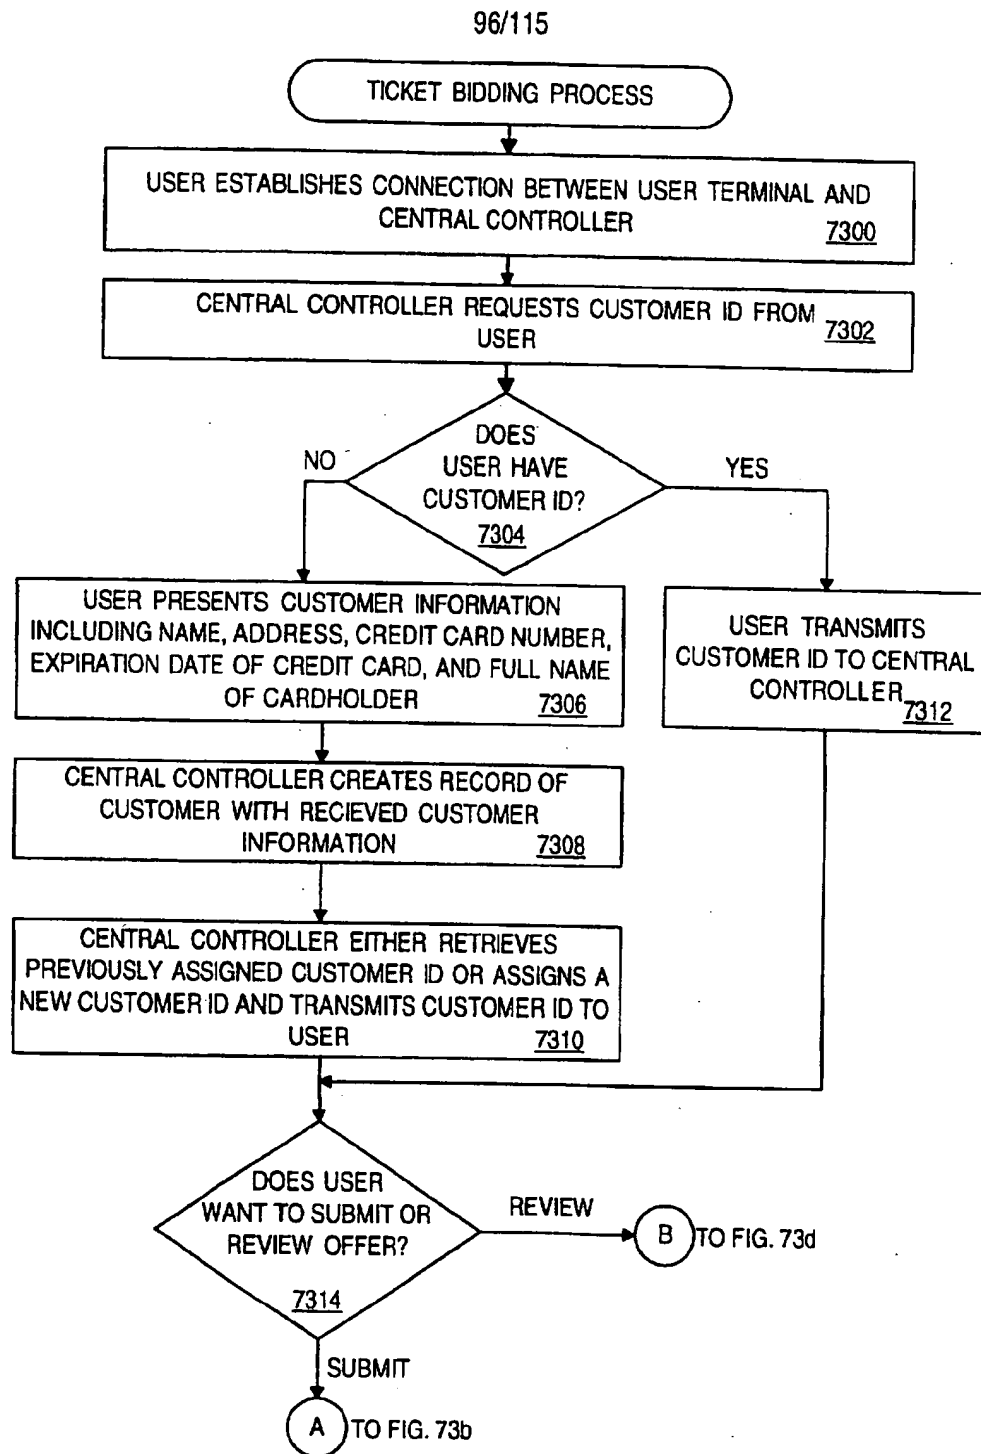 96/115
TICKET BIDDING PROCESS
USER ESTABLISHES CONNECTION BETWEEN USER TERMINAL AND
CENTRAL CONTROLLER 7300
CENTRAL CONTROLLER REQUESTS CUSTOMER ID FROM
USER 7302
DOES
USER HAVE
CUSTOMER ID?
7304
NO
YES
USER PRESENTS CUSTOMER INFORMATION
INCLUDING NAME, ADDRESS, CREDIT CARD NUMBER,
EXPIRATION DATE OF CREDIT CARD, AND FULL NAME
OF CARDHOLDER 7306
USER TRANSMITS
CUSTOMER ID TO CENTRAL
CONTROLLER 7312
CENTRAL CONTROLLER CREATES RECORD OF
CUSTOMER WITH RECIEVED CUSTOMER
INFORMATION 7308
CENTRAL CONTROLLER EITHER RETRIEVES
PREVIOUSLY ASSIGNED CUSTOMER ID OR ASSIGNS A
NEW CUSTOMER ID AND TRANSMITS CUSTOMER ID TO
USER 7310
DOES USER
WANT TO SUBMIT OR
REVIEW OFFER?
7314
REVIEW
B TO FIG. 73d
SUBMIT
A TO FIG. 73b